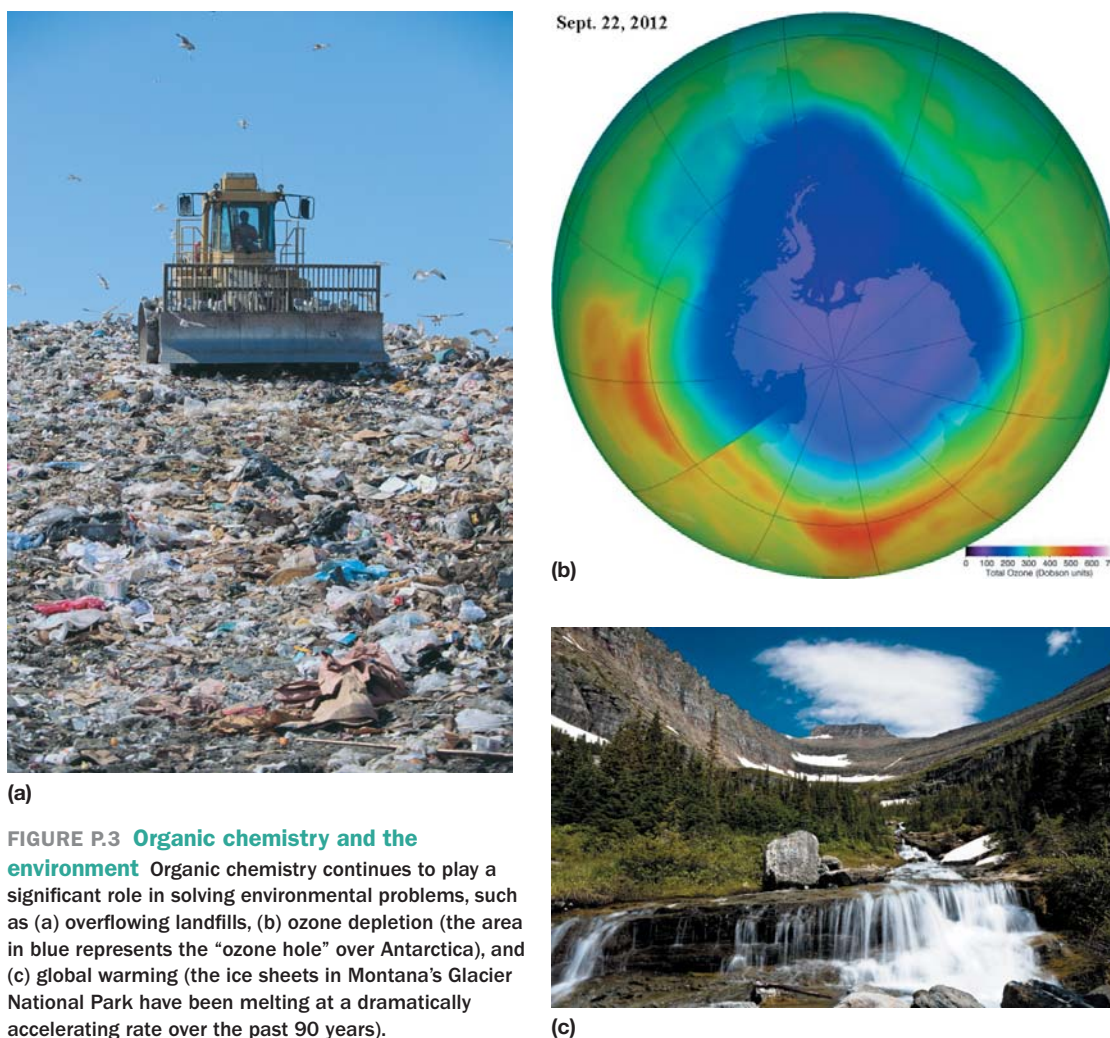 Sept. 22, 2012
0 100 200 300 400 500 600 7
Total Ozone (Dobson units)
(b)
(a)
FIGURE P.3 Organic chemistry and the
environment Organic chemistry continues to play a
significant role in solving environmental problems, such
as (a) overflowing landfills, (b) ozone depletion (the area
in blue represents the “ozone hole” over Antarctica), and
(c) global warming (the ice sheets in Montana’s Glacier
National Park have been melting at a dramatically
accelerating rate over the past 90 years).
(c)